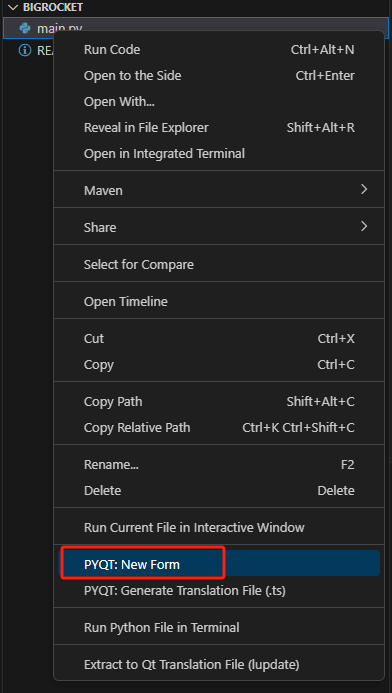 BIGROCKET
main.py
REA
Run Code Ctrl+Alt+N
Open to the Side Ctrl+Enter
Open With...
Reveal in File Explorer Shift+Alt+R
Open in Integrated Terminal
Maven
Share
Select for Compare
Open Timeline
Cut Ctrl+X
Copy Ctrl+C
Copy Path Shift+Alt+C
Copy Relative Path Ctrl+K Ctrl+Shift+C
Rename... F2
Delete Delete
Run Current File in Interactive Window
PYQT: New Form
PYQT: Generate Translation File (.ts)
Run Python File in Terminal
Extract to Qt Translation File (lupdate)